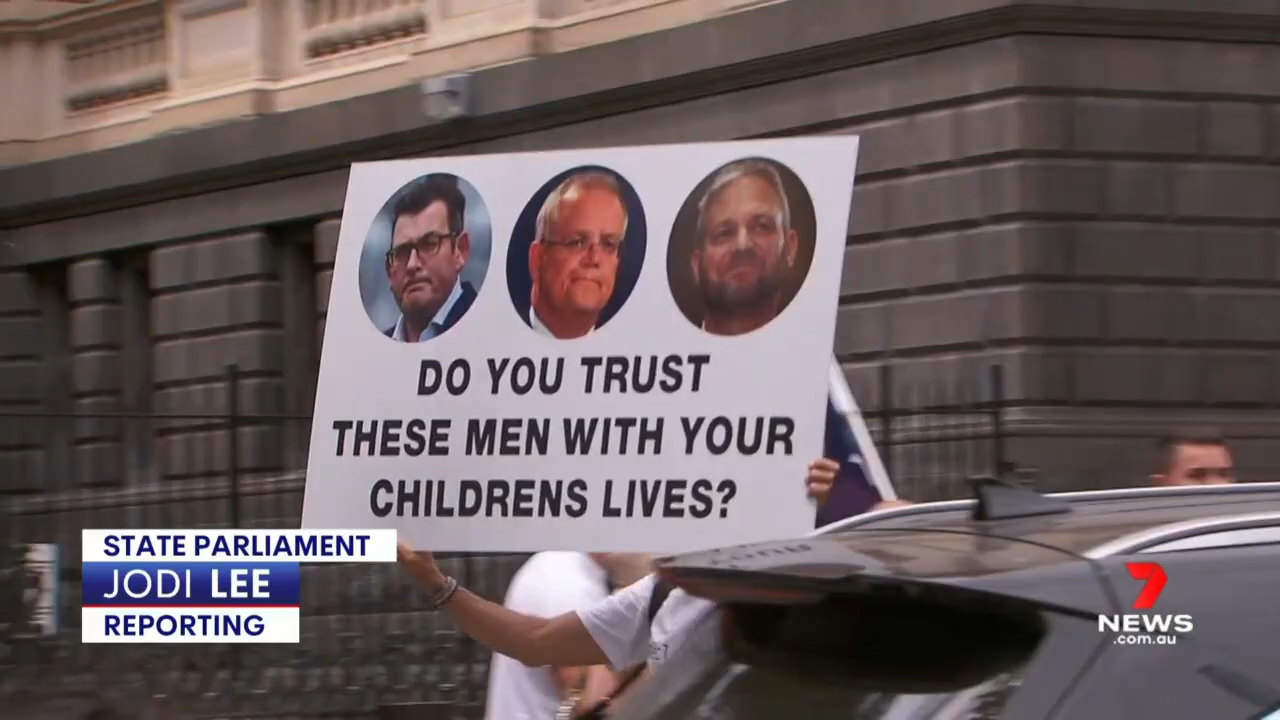 DO YOU TRUST
THESE MEN WITH YOUR
CHILDRENS LIVES?
STATE PARLIAMENT
JODI LEE
REPORTING
7
NEWS
.com.au